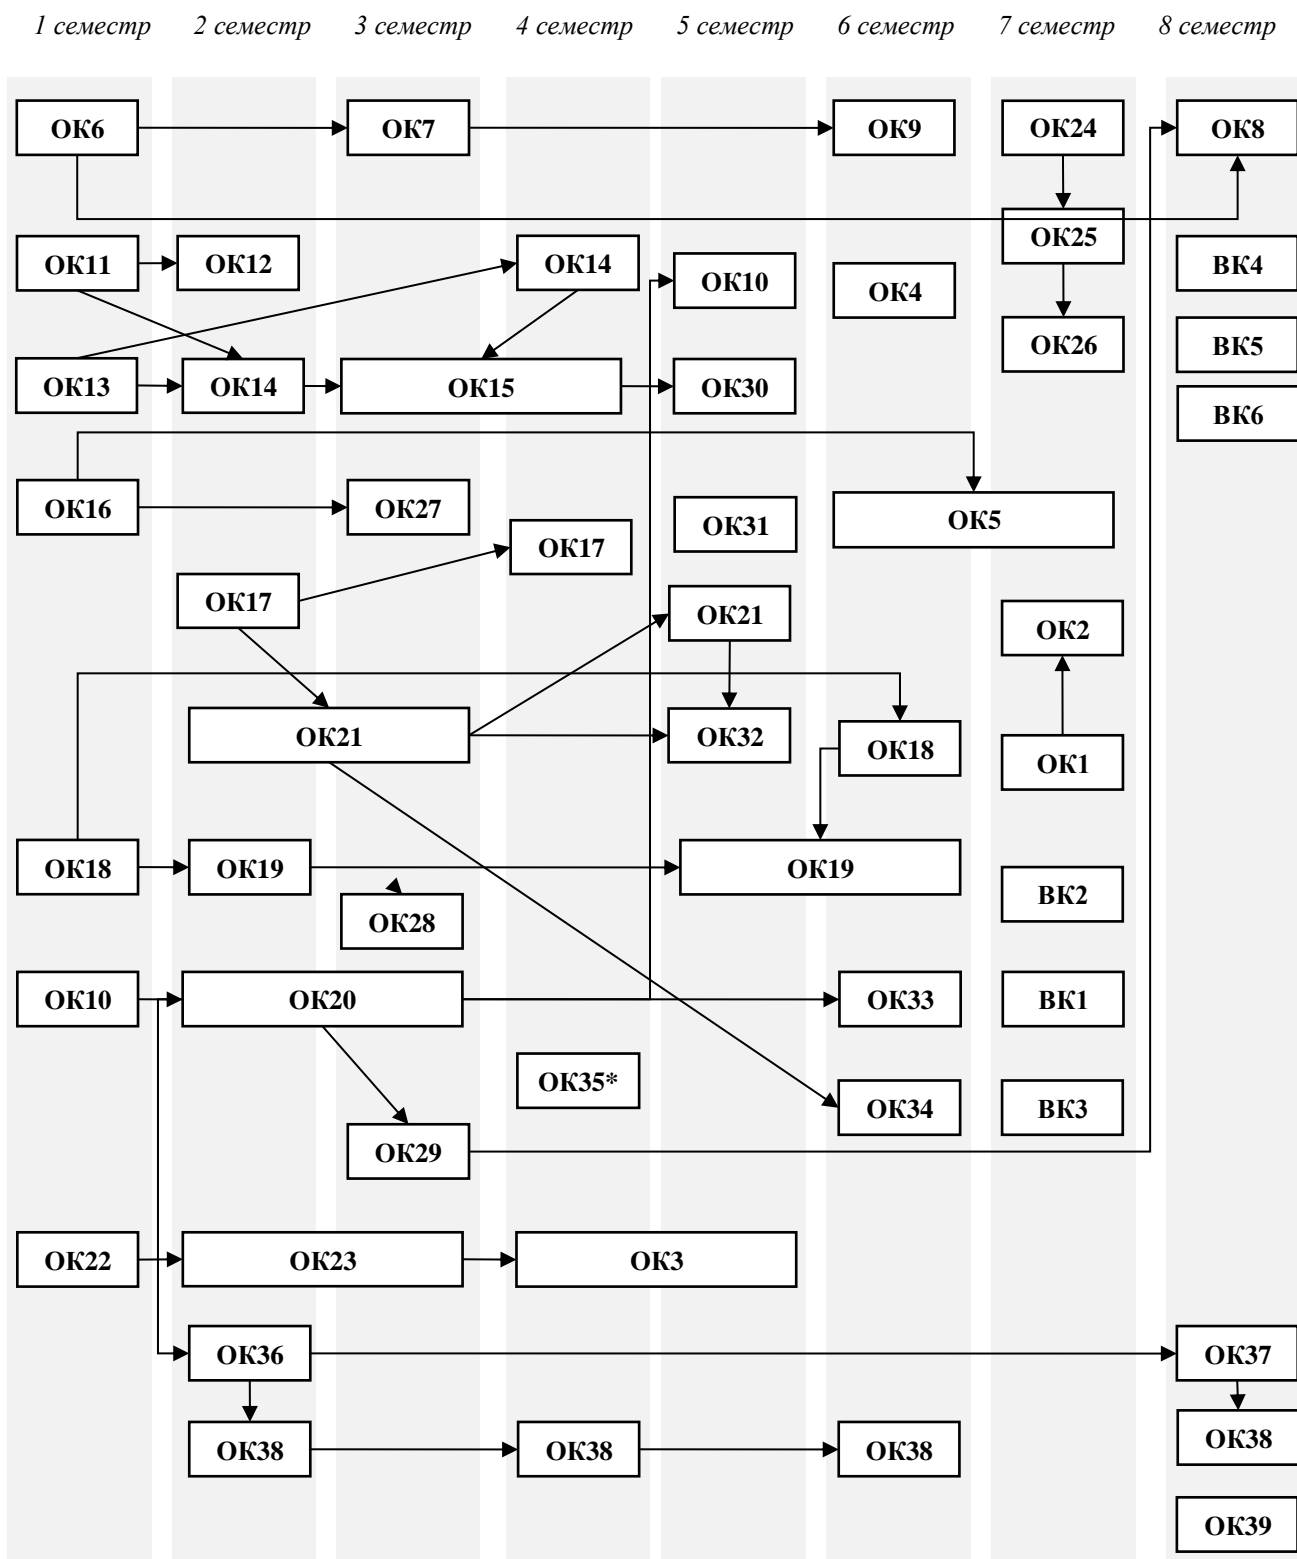 1 семестр 2 семестр 3 семестр 4 семестр 5 семестр 6 семестр 7 семестр 8 семестр
ОК6 ОК7 ОК9 ОК24 ОК8
ОК25
ОК11 ОК12 ОК14 ОК10 ОК4 ВК4
ОК26 ВК5
ОК13 ОК14 ОК15 ОК30
ВК6
ОК16 ОК27 ОК31 ОК5
ОК17
ОК17 ОК21 ОК2
ОК21 ОК32 ОК18 ОК1
ОК18 ОК19 ОК19 ВК2
ОК28
ОК10 ОК20 ОК33 ВК1
ОК35*
ОК34 ВК3
ОК29
ОК22 ОК23 ОК3
ОК36 ОК37
ОК38 ОК38 ОК38 ОК38
ОК39